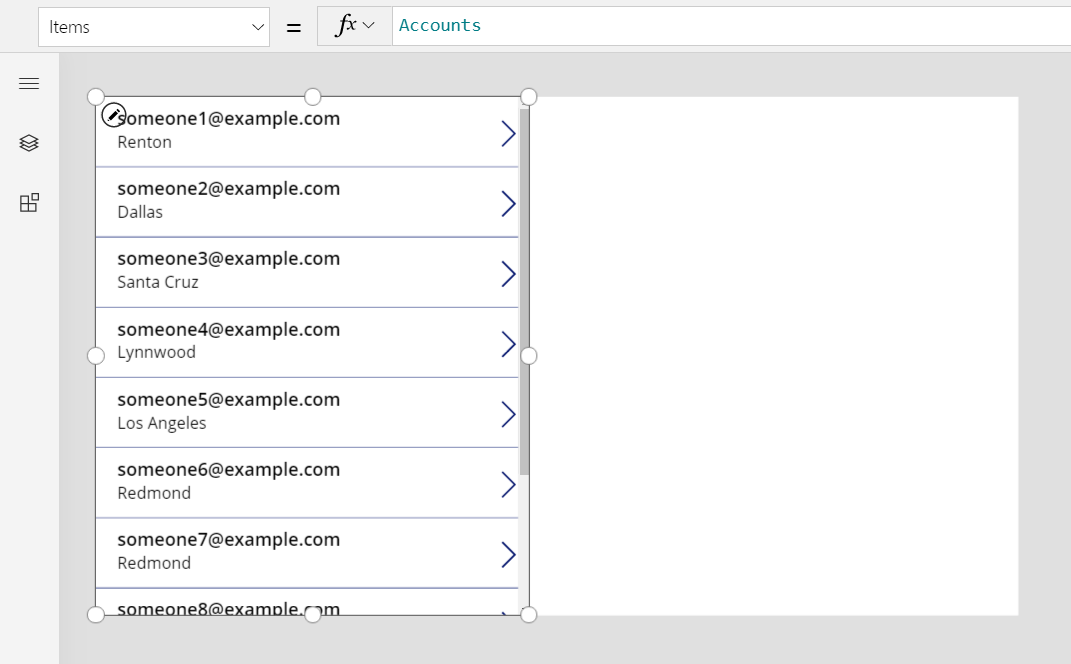 Items = fx Accounts
someone1@example.com
Renton
someone2@example.com
Dallas
someone3@example.com
Santa Cruz
someone4@example.com
Lynnwood
someone5@example.com
Los Angeles
someone6@example.com
Redmond
someone7@example.com
Redmond
someone8@example.com